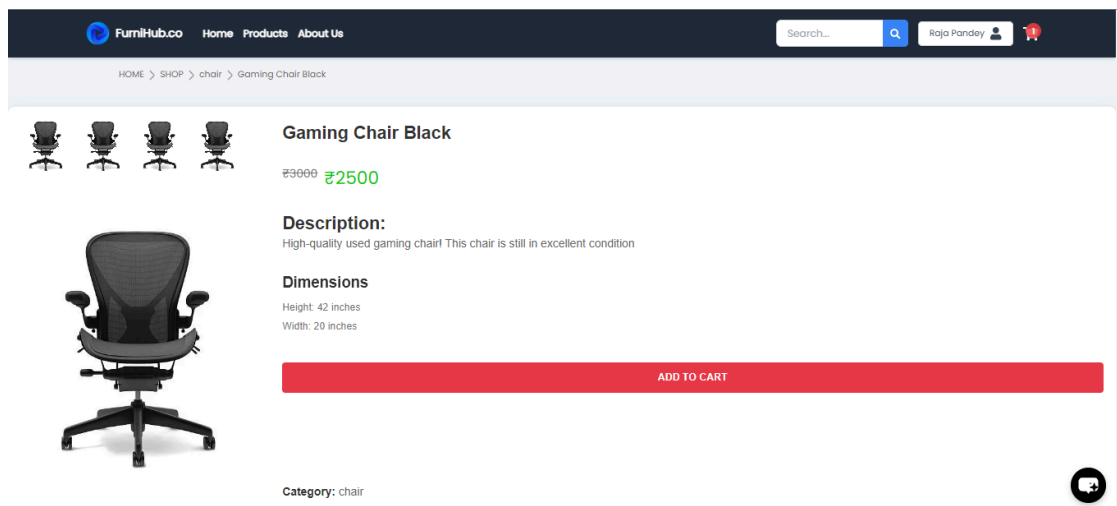 FurniHub.co Home Products About Us Search... Raja Pandey 1
HOME > SHOP > chair > Gaming Chair Black
Gaming Chair Black
₹3000 ₹2500
Description:
High-quality used gaming chair! This chair is still in excellent condition
Dimensions
Height: 42 inches
Width: 20 inches
ADD TO CART
Category: chair